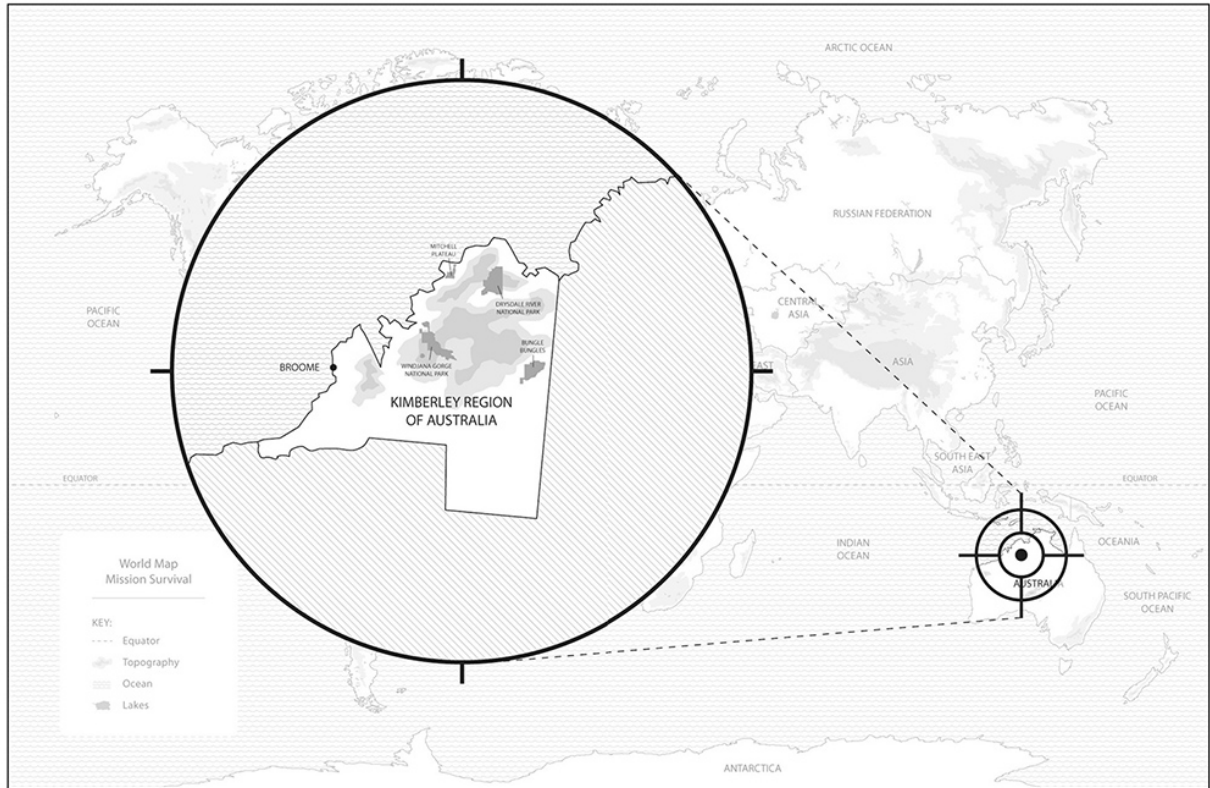 ARCTIC OCEAN
RUSSIAN FEDERATION
MITCHELL
PLATEAU
DRYSDALE RIVER
NATIONAL PARK
PACIFIC
OCEAN
CENTRAL
ASIA
BUNGLE
BUNGLES
BROOME
WINDJANA GORGE
NATIONAL PARK
EAST
ASIA
KIMBERLEY REGION
OF AUSTRALIA
PACIFIC
OCEAN
SOUTH EAST
ASIA
EQUATOR
EQUATOR
INDIAN
OCEAN
OCEANIA
AUSTRALIA
SOUTH PACIFIC
OCEAN
World Map
Mission Survival
KEY:
Equator
Topography
Ocean
Lakes
ANTARCTICA